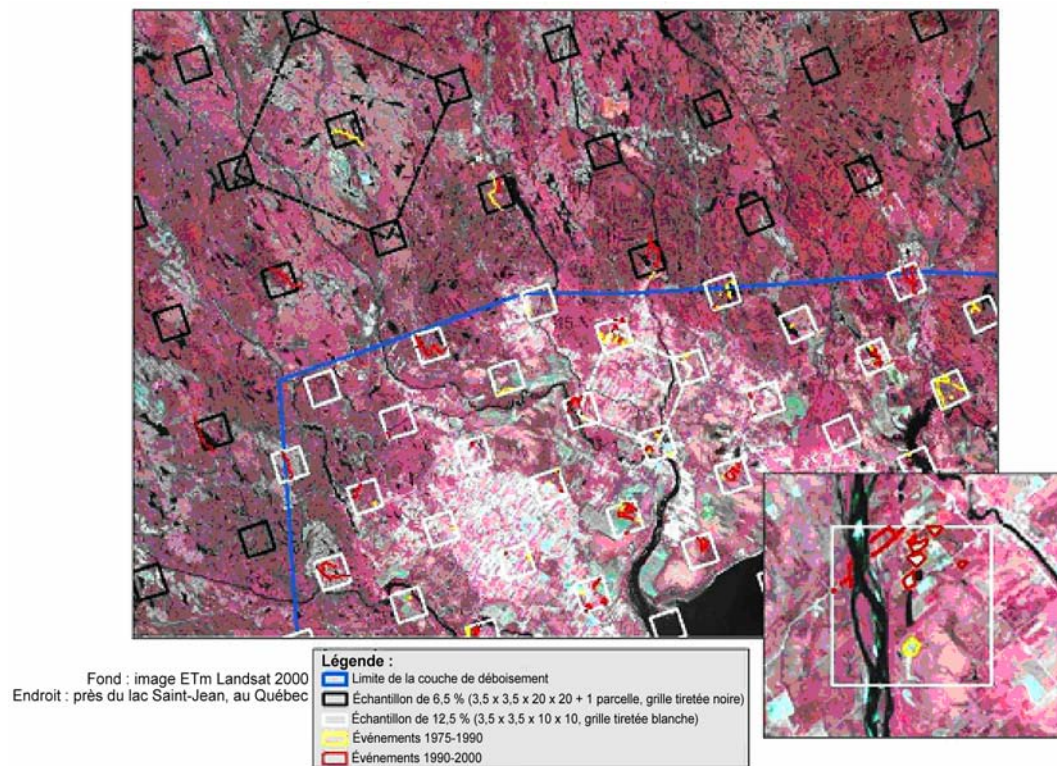 Fond : image ETm Landsat 2000
Endroit : près du lac Saint-Jean, au Québec
Légende :
Limite de la couche de déboisement
Échantillon de 6,5 % (3,5 x 3,5 x 20 x 20 + 1 parcelle, grille tiretée noire)
Échantillon de 12,5 % (3,5 x 3,5 x 10 x 10, grille tiretée blanche)
Événements 1975-1990
Événements 1990-2000